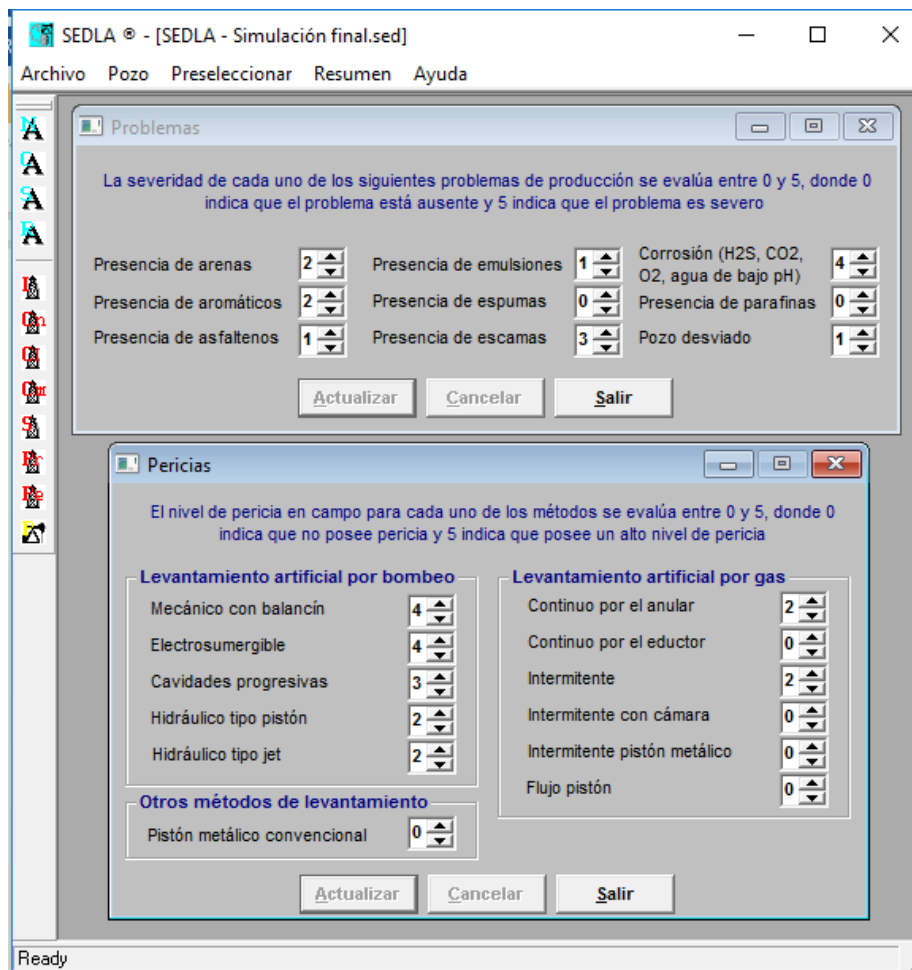 SEDLA ® - [SEDLA - Simulación final.sed]
Archivo Pozo Preseleccionar Resumen Ayuda
Problemas
La severidad de cada uno de los siguientes problemas de producción se evalúa entre 0 y 5, donde 0
indica que el problema está ausente y 5 indica que el problema es severo
Presencia de arenas 2 Presencia de emulsiones 1 Corrosión (H2S, CO2,
O2, agua de bajo pH) 4
Presencia de aromáticos 2 Presencia de espumas 0 Presencia de parafinas 0
Presencia de asfaltenos 1 Presencia de escamas 3 Pozo desviado 1
Actualizar Cancelar Salir
Pericias
El nivel de pericia en campo para cada uno de los métodos se evalúa entre 0 y 5, donde 0
indica que no posee pericia y 5 indica que posee un alto nivel de pericia
Levantamiento artificial por bombeo
Mecánico con balancín 4
Electrosumergible 4
Cavidades progresivas 3
Hidráulico tipo pistón 2
Hidráulico tipo jet 2
Otros métodos de levantamiento
Pistón metálico convencional 0
Levantamiento artificial por gas
Continuo por el anular 2
Continuo por el eductor 0
Intermitente 2
Intermitente con cámara 0
Intermitente pistón metálico 0
Flujo pistón 0
Actualizar Cancelar Salir
Ready